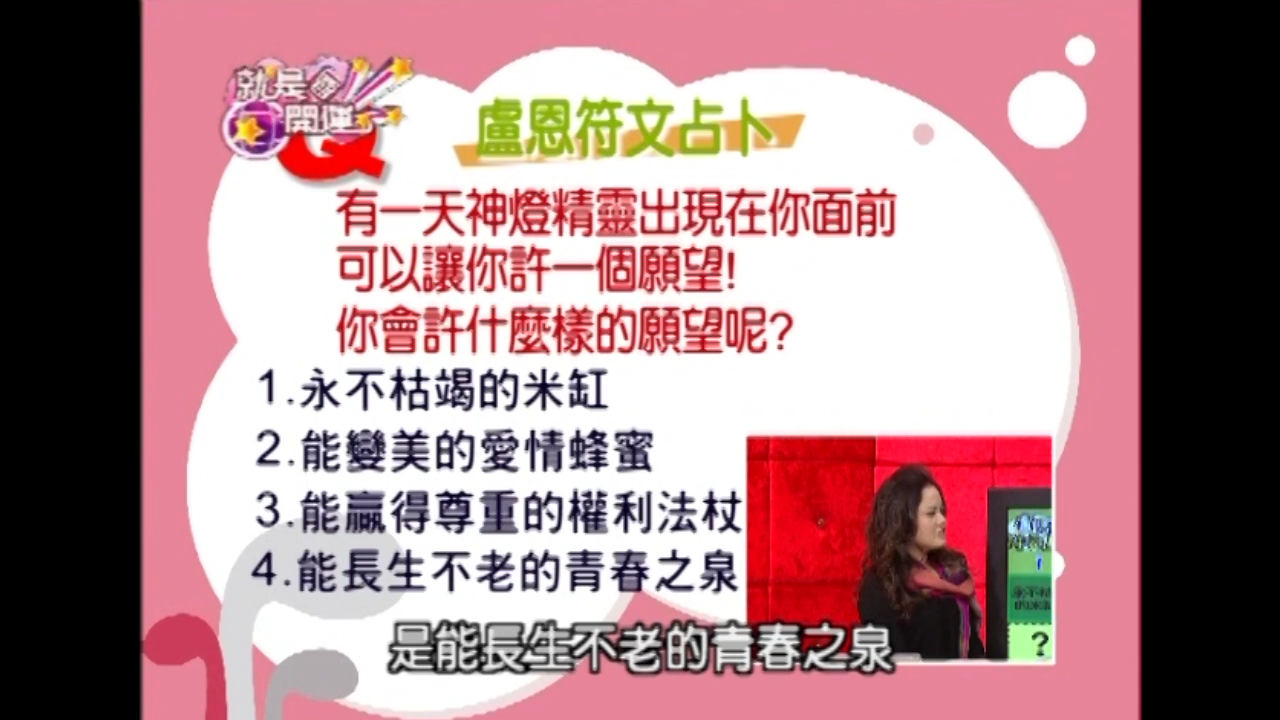 就是
開運
Q
盧恩符文占卜
有一天神燈精靈出現在你面前
可以讓你許一個願望!
你會許什麼樣的願望呢?
1.永不枯竭的米缸
2.能變美的愛情蜂蜜
3.能贏得尊重的權利法杖
4.能長生不老的青春之泉
?
是能長生不老的青春之泉